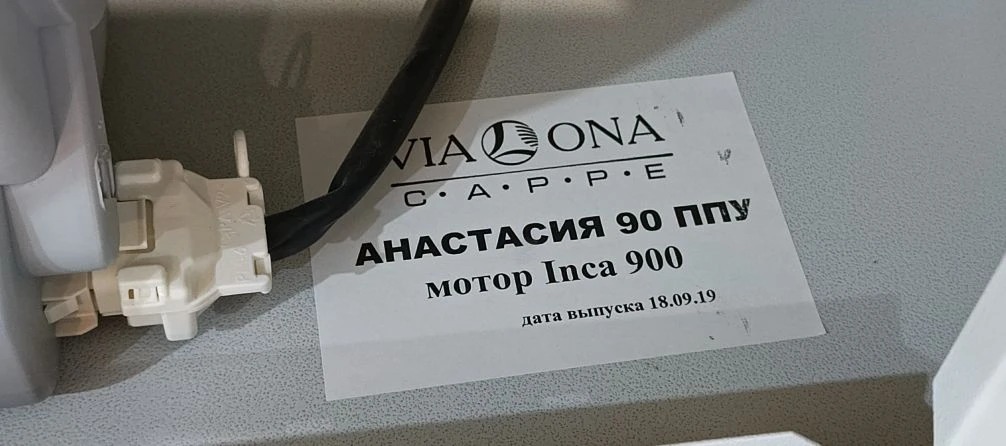 VIA ONA
C·A·P·P·E
АНАСТАСИЯ 90 ППУ
мотор Inca 900
дата выпуска 18.09.19